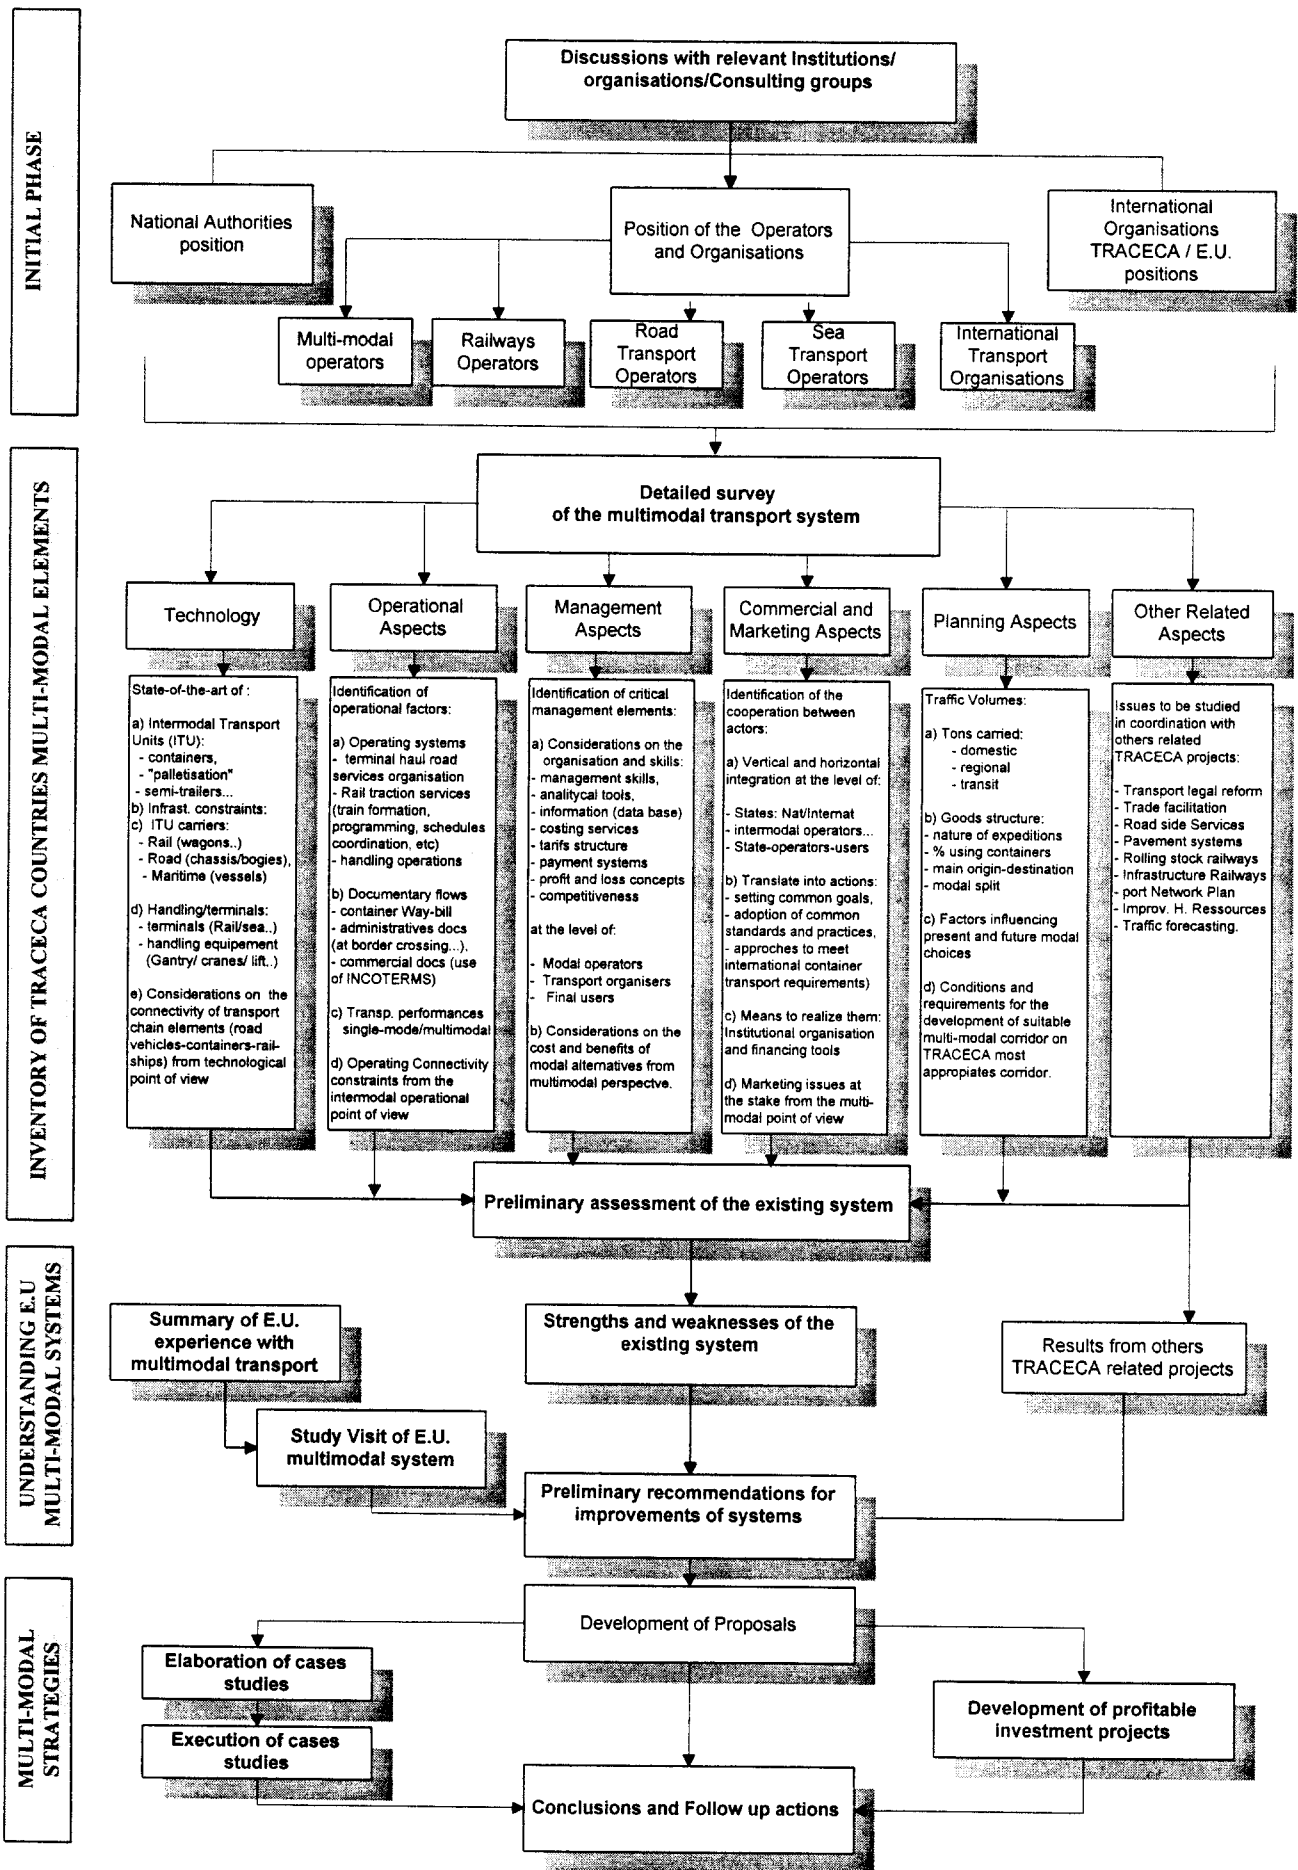 INITIAL PHASE
Discussions with relevant Institutions/
organisations/Consulting groups
National Authorities
position
Position of the Operators
and Organisations
International
Organisations
TRACECA / E.U.
positions
Multi-modal
operators
Railways
Operators
Road
Transport
Operators
Sea
Transport
Operators
International
Transport
Organisations
INVENTORY OF TRACECA COUNTRIES MULTI-MODAL ELEMENTS
Detailed survey
of the multimodal transport system
Technology
Operational
Aspects
Management
Aspects
Commercial and
Marketing Aspects
Planning Aspects
Other Related
Aspects
State-of-the-art of :
a) Intermodal Transport
Units (ITU):
- containers,
- "palletisation"
- semi-trailers...
b) Infrast. constraints:
c) ITU carriers:
- Rail (wagons..)
- Road (chassis/bogies),
- Maritime (vessels)
d) Handling/terminals:
- terminals (Rail/sea..)
- handling equipement
(Gantry/ cranes/ lift..)
e) Considerations on the
connectivity of transport
chain elements (road
vehicles-containers-rail-
ships) from technological
point of view
Identification of
operational factors:
a) Operating systems
- terminal haul road
services organisation
- Rail traction services
(train formation,
programming, schedules
coordination, etc)
- handling operations
b) Documentary flows
- container Way-bill
- administratives docs
(at border crossing...),
- commercial docs (use
of INCOTERMS)
c) Transp. performances
single-mode/multimodal
d) Operating Connectivity
constraints from the
intermodal operational
point of view
Identification of critical
management elements:
a) Considerations on the
organisation and skills:
- management skills,
- analitycal tools,
- information (data base)
- costing services
- tarifs structure
- payment systems
- profit and loss concepts
- competitiveness
at the level of:
- Modal operators
- Transport organisers
- Final users
b) Considerations on the
cost and benefits of
modal alternatives from
multimodal perspectve.
Identification of the
cooperation between
actors:
a) Vertical and horizontal
integration at the level of:
- States: Nat/Internat
- intermodal operators...
- State-operators-users
b) Translate into actions:
- setting common goals,
- adoption of common
standards and practices,
- approches to meet
international container
transport requirements)
c) Means to realize them:
Institutional organisation
and financing tools
d) Marketing issues at
the stake from the multi-
modal point of view
Traffic Volumes:
a) Tons carried:
- domestic
- regional
- transit
b) Goods structure:
- nature of expeditions
- % using containers
- main origin-destination
- modal split
c) Factors influencing
present and future modal
choices
d) Conditions and
requirements for the
development of suitable
multi-modal corridor on
TRACECA most
appropiates corridor.
Issues to be studied
in coordination with
others related
TRACECA projects:
- Transport legal reform
- Trade facilitation
- Road side Services
- Pavement systems
- Rolling stock railways
- Infrastructure Railways
- port Network Plan
- Improv. H. Ressources
- Traffic forecasting.
Preliminary assessment of the existing system
UNDERSTANDING E.U
MULTI-MODAL SYSTEMS
Summary of E.U.
experience with
multimodal transport
Strengths and weaknesses of the
existing system
Results from others
TRACECA related projects
Study Visit of E.U.
multimodal system
Preliminary recommendations for
improvements of systems
MULTI-MODAL
STRATEGIES
Development of Proposals
Elaboration of cases
studies
Execution of cases
studies
Development of profitable
investment projects
Conclusions and Follow up actions